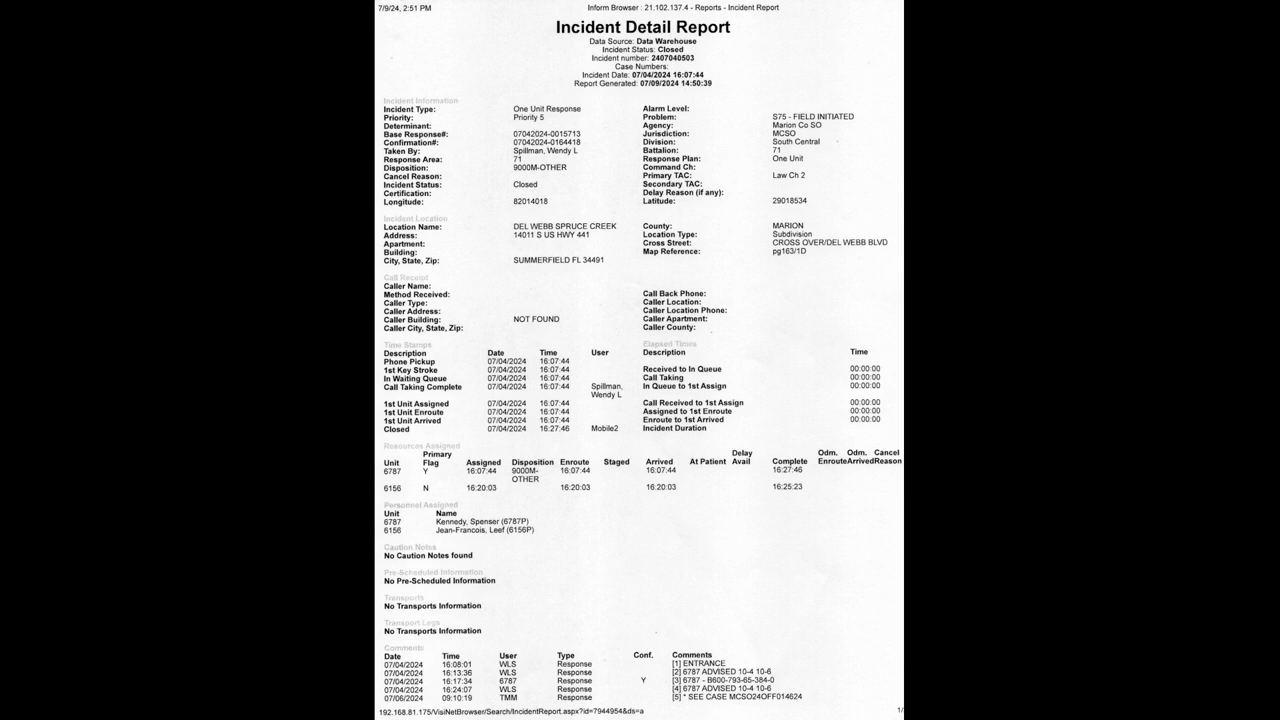 7/9/24, 2:51 PM Inform Browser : 21.102.137.4 - Reports - Incident Report
Incident Detail Report
Data Source: Data Warehouse
Incident Status: Closed
Incident number: 2407040503
Case Numbers:
Incident Date: 07/04/2024 16:07:44
Report Generated: 07/09/2024 14:50:39
Incident Information
Incident Type: One Unit Response Alarm Level:
Priority: Priority 5 Problem: S75 - FIELD INITIATED
Determinant: Agency: Marion Co SO
Base Response#: 07042024-0015713 Jurisdiction: MCSO
Confirmation#: 07042024-0164418 Division: South Central
Taken By: Spillman, Wendy L Battalion: 71
Response Area: 71 Response Plan: One Unit
Disposition: 9000M-OTHER Command Ch:
Cancel Reason: Primary TAC: Law Ch 2
Incident Status: Closed Secondary TAC:
Certification: Delay Reason (if any):
Longitude: 82014018 Latitude: 29018534
Incident Location
Location Name: DEL WEBB SPRUCE CREEK County: MARION
Address: 14011 S US HWY 441 Location Type: Subdivision
Apartment: Cross Street: CROSS OVER/DEL WEBB BLVD
Building: Map Reference: pg163/1D
City, State, Zip: SUMMERFIELD FL 34491
Call Receipt
Caller Name:
Method Received: Call Back Phone:
Caller Type: Caller Location:
Caller Address: Caller Location Phone:
Caller Building: NOT FOUND Caller Apartment:
Caller City, State, Zip: Caller County:
Time Stamps Elapsed Times
Description Date Time User Description Time
Phone Pickup 07/04/2024 16:07:44
1st Key Stroke 07/04/2024 16:07:44 Received to In Queue 00:00:00
In Waiting Queue 07/04/2024 16:07:44 Call Taking 00:00:00
Call Taking Complete 07/04/2024 16:07:44 Spillman, In Queue to 1st Assign 00:00:00
Wendy L
1st Unit Assigned 07/04/2024 16:07:44 Call Received to 1st Assign 00:00:00
1st Unit Enroute 07/04/2024 16:07:44 Assigned to 1st Enroute 00:00:00
1st Unit Arrived 07/04/2024 16:07:44 Enroute to 1st Arrived 00:00:00
Closed 07/04/2024 16:27:46 Mobile2 Incident Duration
Resources Assigned
Primary Delay Odm. Odm. Cancel
Unit Flag Assigned Disposition Enroute Staged Arrived At Patient Avail Complete EnrouteArrivedReason
6787 Y 16:07:44 9000M- 16:07:44 16:07:44 16:27:46
OTHER
6156 N 16:20:03 16:20:03 16:20:03 16:25:23
Personnel Assigned
Unit Name
6787 Kennedy, Spenser (6787P)
6156 Jean-Francois, Leef (6156P)
Caution Notes
No Caution Notes found
Pre-Scheduled Information
No Pre-Scheduled Information
Transports
No Transports Information
Transport Legs
No Transports Information
Comments
Date Time User Type Conf. Comments
07/04/2024 16:08:01 WLS Response [1] ENTRANCE
07/04/2024 16:13:36 WLS Response [2] 6787 ADVISED 10-4 10-6
07/04/2024 16:17:34 6787 Response Y [3] 6787 - B600-793-65-384-0
07/04/2024 16:24:07 WLS Response [4] 6787 ADVISED 10-4 10-6
07/06/2024 09:10:19 TMM Response [5] * SEE CASE MCSO24OFF014624
192.168.81.175/VisiNetBrowser/Search/IncidentReport.aspx?id=7944954&ds=a 1/